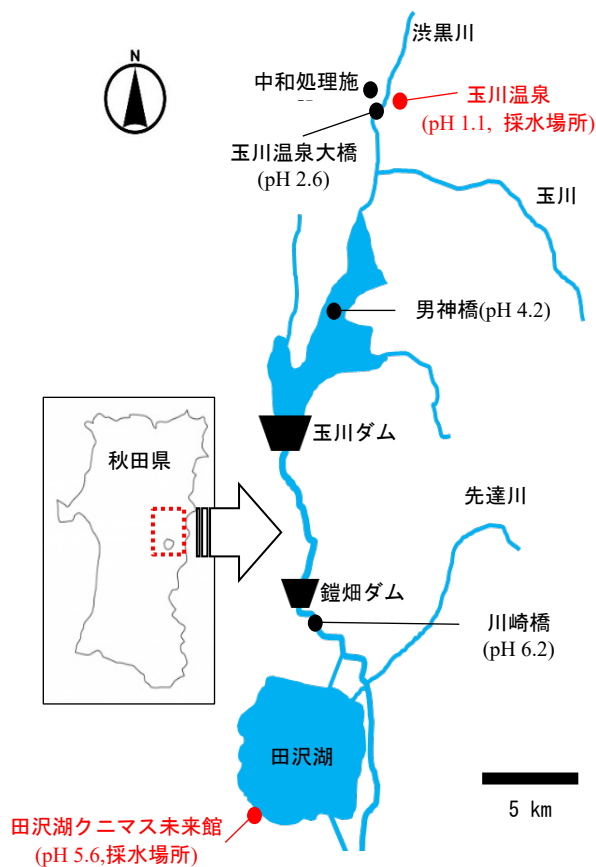 N
渋黒川
中和処理施
玉川温泉
(pH 1.1, 採水場所)
玉川温泉大橋
(pH 2.6)
玉川
男神橋(pH 4.2)
玉川ダム
秋田県
先達川
鎧畑ダム
川崎橋
(pH 6.2)
田沢湖
5 km
田沢湖クニマス未来館
(pH 5.6,採水場所)